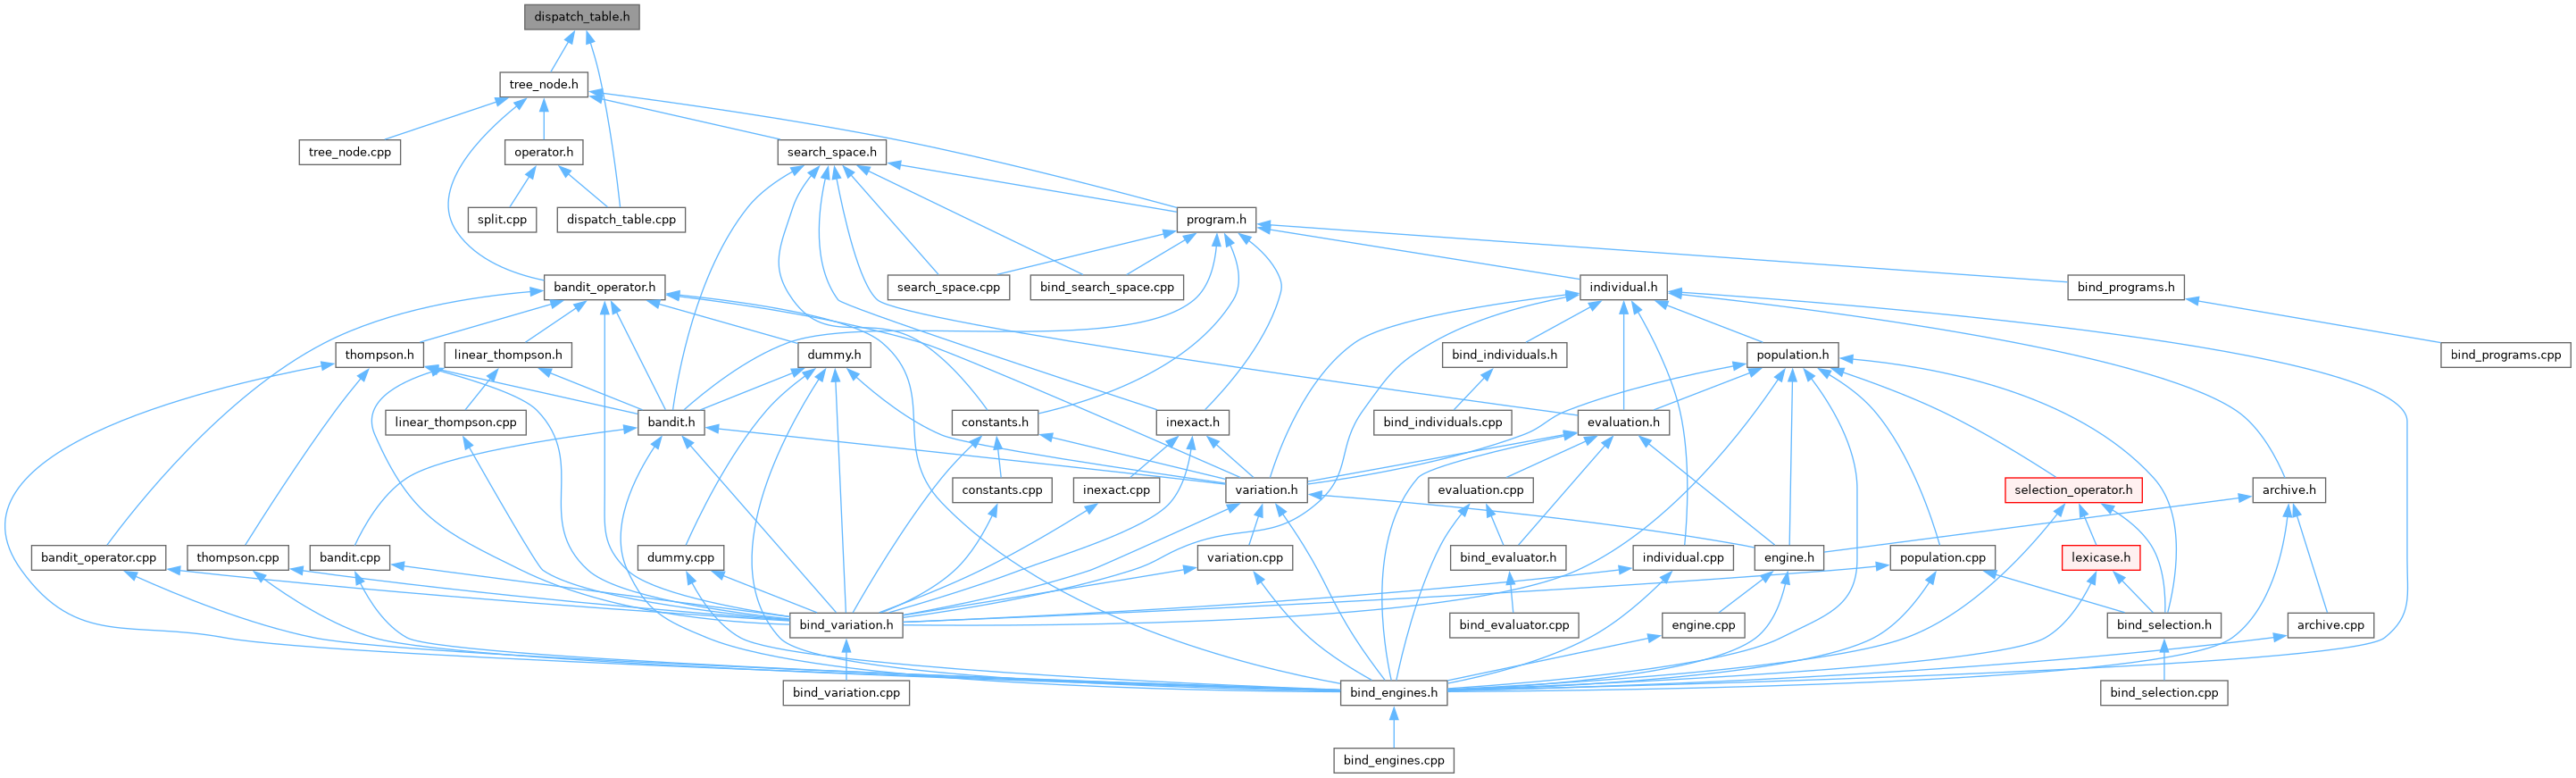 dispatch_table.h
tree_node.h
tree_node.cpp
operator.h
search_space.h
split.cpp
dispatch_table.cpp
program.h
bandit_operator.h
search_space.cpp
bind_search_space.cpp
individual.h
bind_programs.h
thompson.h
linear_thompson.h
dummy.h
bind_individuals.h
population.h
bind_programs.cpp
linear_thompson.cpp
bandit.h
constants.h
inexact.h
bind_individuals.cpp
evaluation.h
constants.cpp
inexact.cpp
variation.h
evaluation.cpp
selection_operator.h
archive.h
bandit_operator.cpp
thompson.cpp
bandit.cpp
dummy.cpp
variation.cpp
bind_evaluator.h
individual.cpp
engine.h
population.cpp
lexicase.h
bind_variation.h
bind_evaluator.cpp
engine.cpp
bind_selection.h
archive.cpp
bind_variation.cpp
bind_engines.h
bind_selection.cpp
bind_engines.cpp